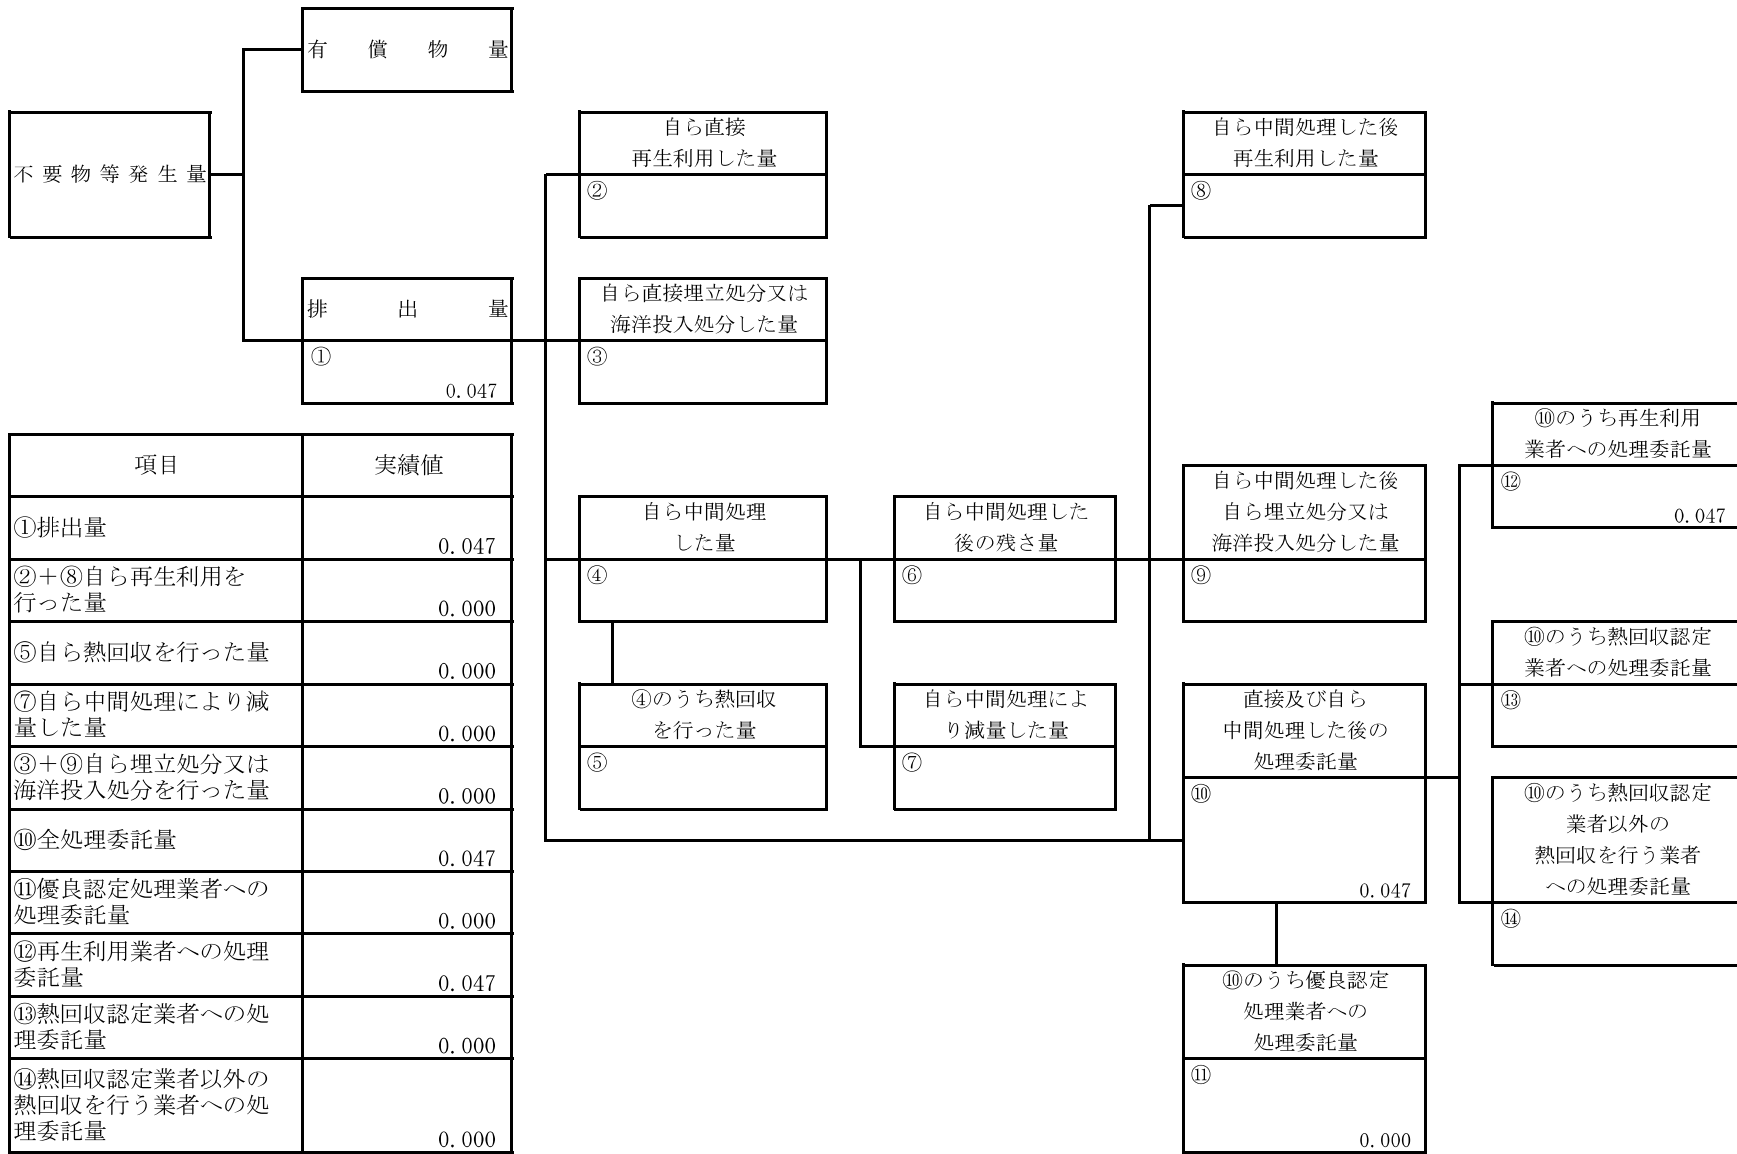 有償物量
不要物等発生量
排出量
①
0.047
自ら直接
再生利用した量
②
自ら直接埋立処分又は
海洋投入処分した量
③
自ら中間処理
した量
④
④のうち熱回収
を行った量
⑤
自ら中間処理した
後の残さ量
⑥
自ら中間処理によ
り減量した量
⑦
自ら中間処理した後
再生利用した量
⑧
自ら中間処理した後
自ら埋立処分又は
海洋投入処分した量
⑨
直接及び自ら
中間処理した後の
処理委託量
⑩
0.047
⑩のうち優良認定
処理業者への
処理委託量
⑪
0.000
⑩のうち再生利用
業者への処理委託量
⑫
0.047
⑩のうち熱回収認定
業者への処理委託量
⑬
⑩のうち熱回収認定
業者以外の
熱回収を行う業者
への処理委託量
⑭
項目 実績値
①排出量
0.047
②＋⑧自ら再生利用を
行った量
0.000
⑤自ら熱回収を行った量
0.000
⑦自ら中間処理により減
量した量
0.000
③＋⑨自ら埋立処分又は
海洋投入処分を行った量
0.000
⑩全処理委託量
0.047
⑪優良認定処理業者への
処理委託量
0.000
⑫再生利用業者への処理
委託量
0.047
⑬熱回収認定業者への処
理委託量
0.000
⑭熱回収認定業者以外の
熱回収を行う業者への処
理委託量
0.000